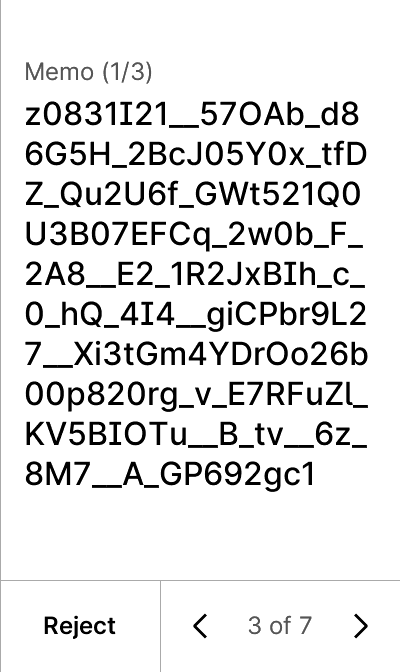 Memo (1/3)
z0831I21__57OAb_d8
6G5H_2BcJ05Y0x_tfD
Z_Qu2U6f_GWt521Q0
U3B07EFCq_2w0b_F_
2A8__E2_1R2JxBIh_c_
0_hQ_4I4__giCPbr9L2
7__Xi3tGm4YDrOo26b
00p820rg_v_E7RFuZl_
KV5BIOTu__B_tv__6z_
8M7__A_GP692gc1
Reject
3 of 7